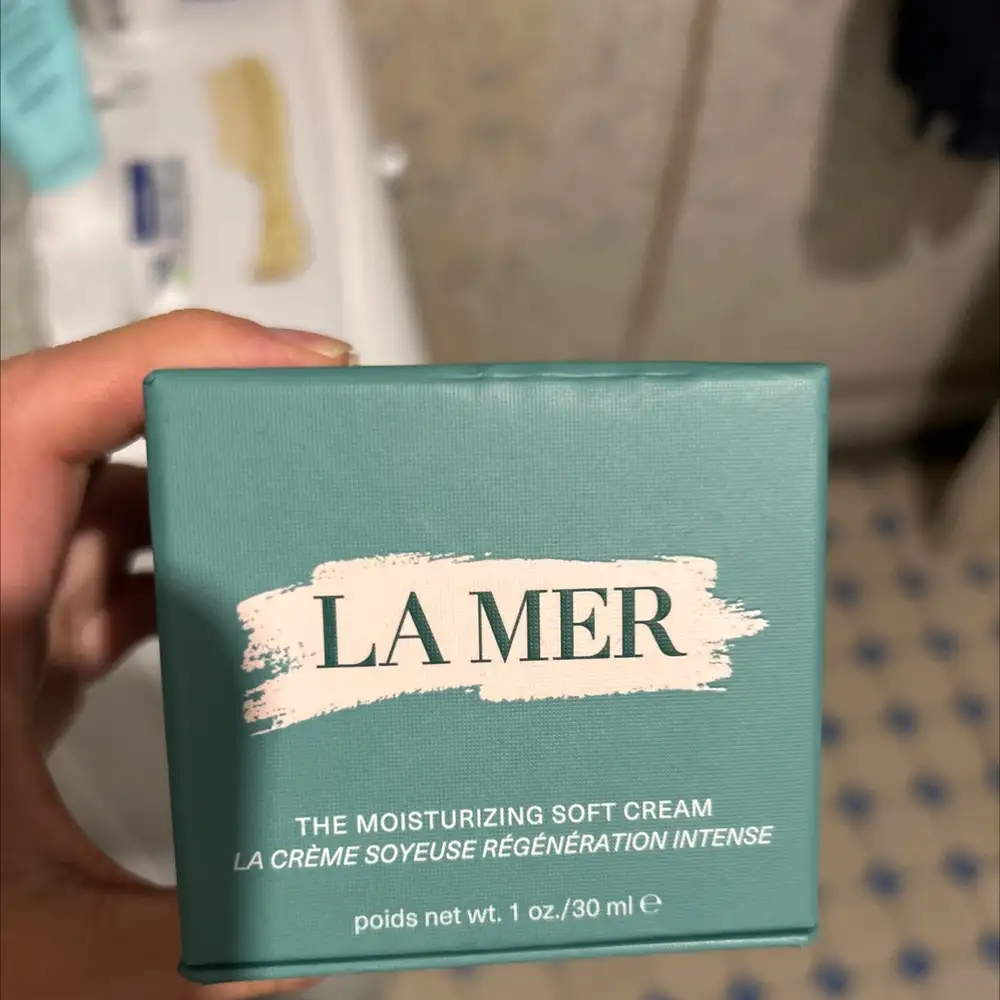 LA MER
THE MOISTURIZING SOFT CREAM
LA CRÈME SOYEUSE RÉGÉNÉRATION INTENSE
poids net wt. 1 oz./30 ml ℮